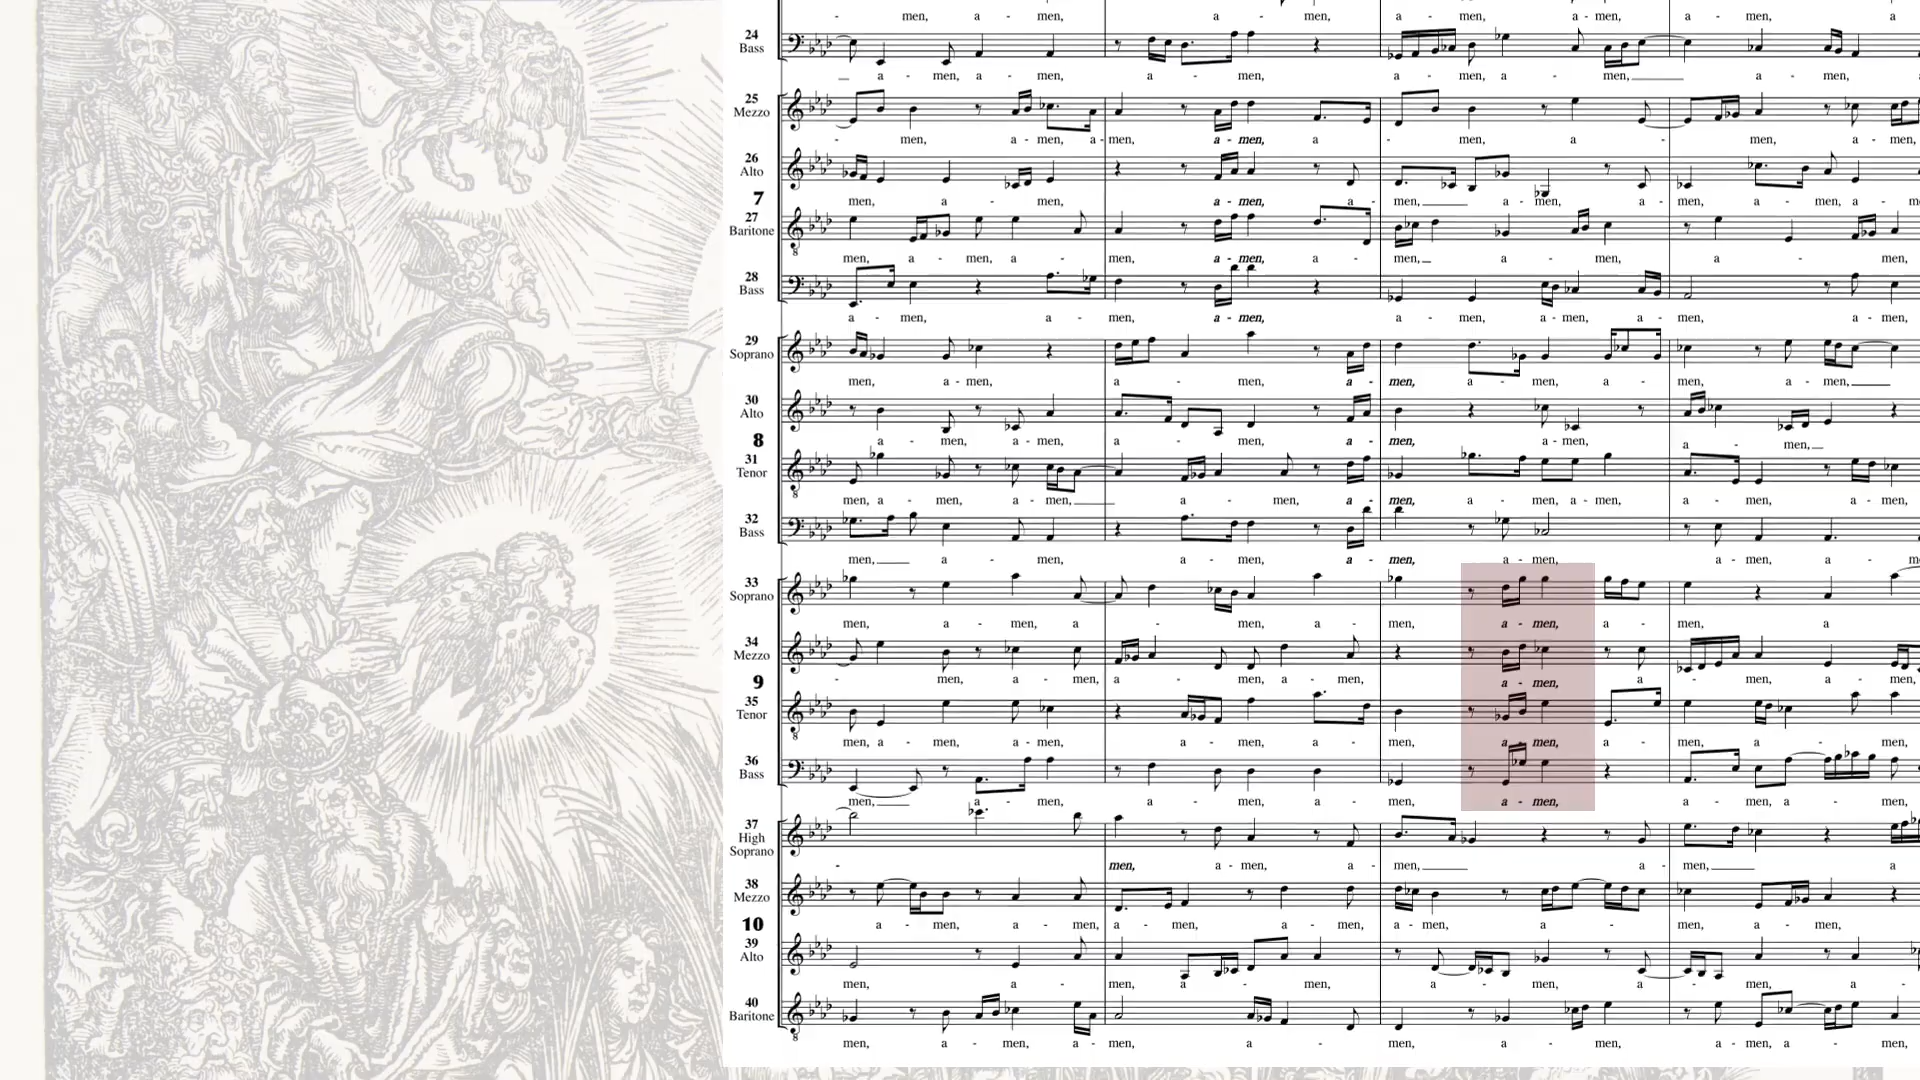 - men, a - men, a - men, a - men, a - men, a - men, a
24
Bass
a - men, a - men, a - men, a - men, a - men, a - men,
25
Mezzo
- men, a - men, a - men, a - men, a - men, a - men, a - men,
26
Alto
7
men, a - men, a - men, a - men, a - men, a - men, a - men, a - m
27
Baritone
men, a - men, a - men, a - men, a - men, a - men, a - men,
28
Bass
a - men, a - men, a - men, a - men, a - men, a - men, a - men,
29
Soprano
men, a - men, a - men, a - men, a - men, a - men, a - men,
30
Alto
8
a - men, a - men, a - men, a - men, a - men, a - men,
31
Tenor
men, a - men, a - men, a - men, a - men, a - men, a - men, a - men, a - men,
32
Bass
men, a - men, a - men, a - men, a - men, a - men, a - m
33
Soprano
men, a - men, a - men, a - men, a - men, a - men, a
34
Mezzo
9
- men, a - men, a - men, a - men, a - men, a - men, a - men,
35
Tenor
men, a - men, a - men, a - men, a - men, a - men, a - men, a - men,
36
Bass
men, a - men, a - men, a - men, a - men, a - men, a - men,
37
High
Soprano
- men, a - men, a - men, a - men, a
38
Mezzo
10
a - men, a - men, a - men, a - men, a - men, a - men, a - men,
39
Alto
men, a - men, a - men, a - men, a - men, a
40
Baritone
men, a - men, a - men, a - men, a - men, a - men, a - men,